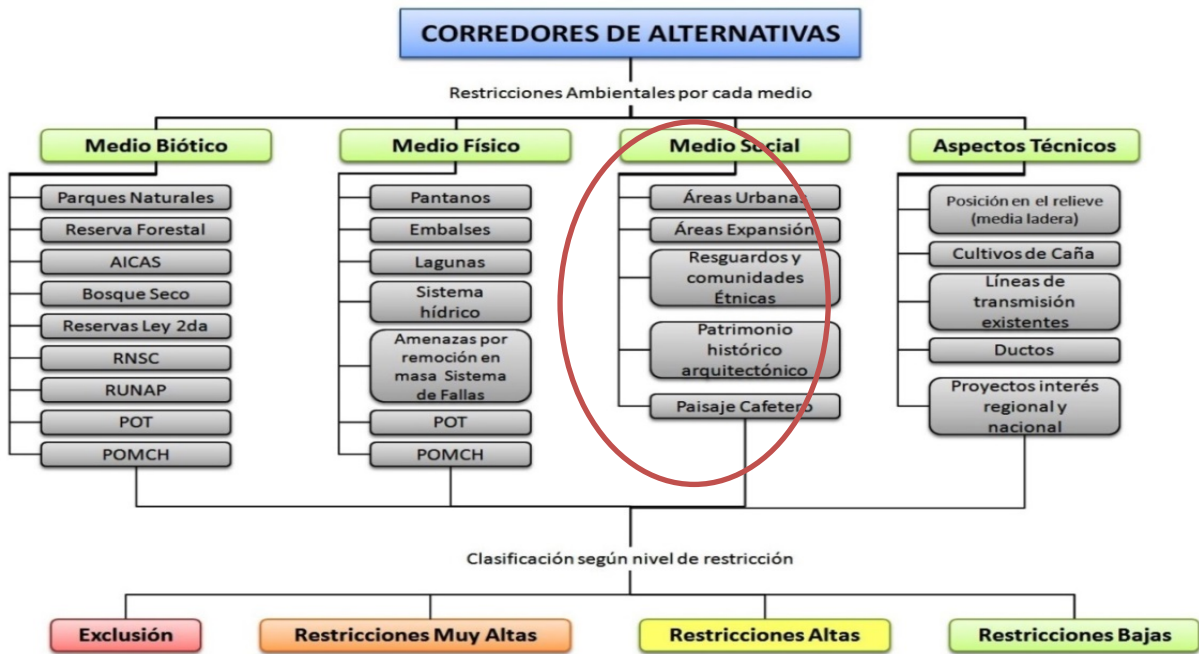 CORREDORES DE ALTERNATIVAS
Restricciones Ambientales por cada medio
Medio Biótico
Parques Naturales
Reserva Forestal
AICAS
Bosque Seco
Reservas Ley 2da
RNSC
RUNAP
POT
POMCH
Medio Físico
Pantanos
Embalses
Lagunas
Sistema
hídrico
Amenazas por
remoción en
masa Sistema
de Fallas
POT
POMCH
Medio Social
Áreas Urbanas
Áreas Expansión
Resguardos y
comunidades
Étnicas
Patrimonio
histórico
arquitectónico
Paisaje Cafetero
Aspectos Técnicos
Posición en el relieve
(media ladera)
Cultivos de Caña
Líneas de
transmisión
existentes
Ductos
Proyectos interés
regional y
nacional
Clasificación según nivel de restricción
Exclusión
Restricciones Muy Altas
Restricciones Altas
Restricciones Bajas